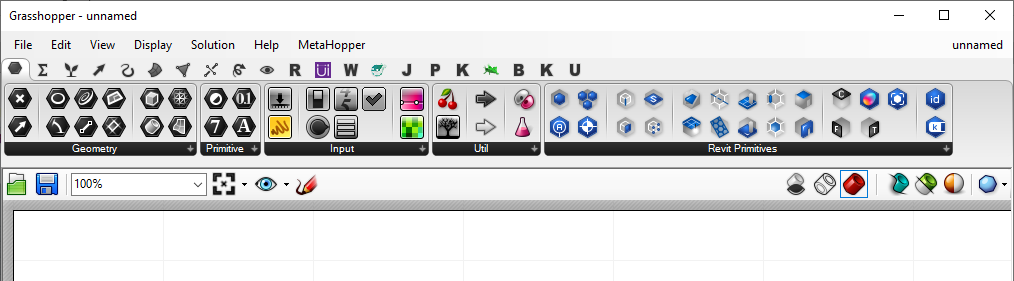 Grasshopper - unnamed
File Edit View Display Solution Help MetaHopper unnamed
Σ R Ui W J P K B K U
0.1 C id
7 A A F T K
Geometry Primitive Input Util Revit Primitives
100%